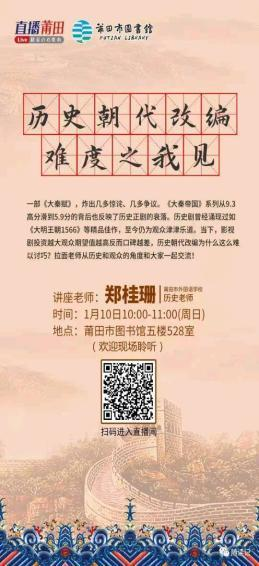 直播莆田
Live
莆田市图书馆
PUTIAN LIBRARY
历史朝代改编
难度之我见
一部《大秦赋》，炸出几多惊论、几多争议。《大秦帝国》系列从9.3
高分滑到5.9分的背后也反映了历史正剧的衰落。历史剧曾经涌现过如
《大明王朝1566》等精品佳作，至今仍为观众津津乐道。当下，影视
剧投资越大观众期望值越高反而口碑越差，历史朝代改编为什么这么难
以讨巧？拉面老师从历史和观众的角度和大家一起交流！
讲座老师：郑桂珊 莆田市外国语学校
历史老师
时间：1月10日10:00-11:00(周日)
地点：莆田市图书馆五楼528室
（欢迎现场聆听）
扫码进入直播间